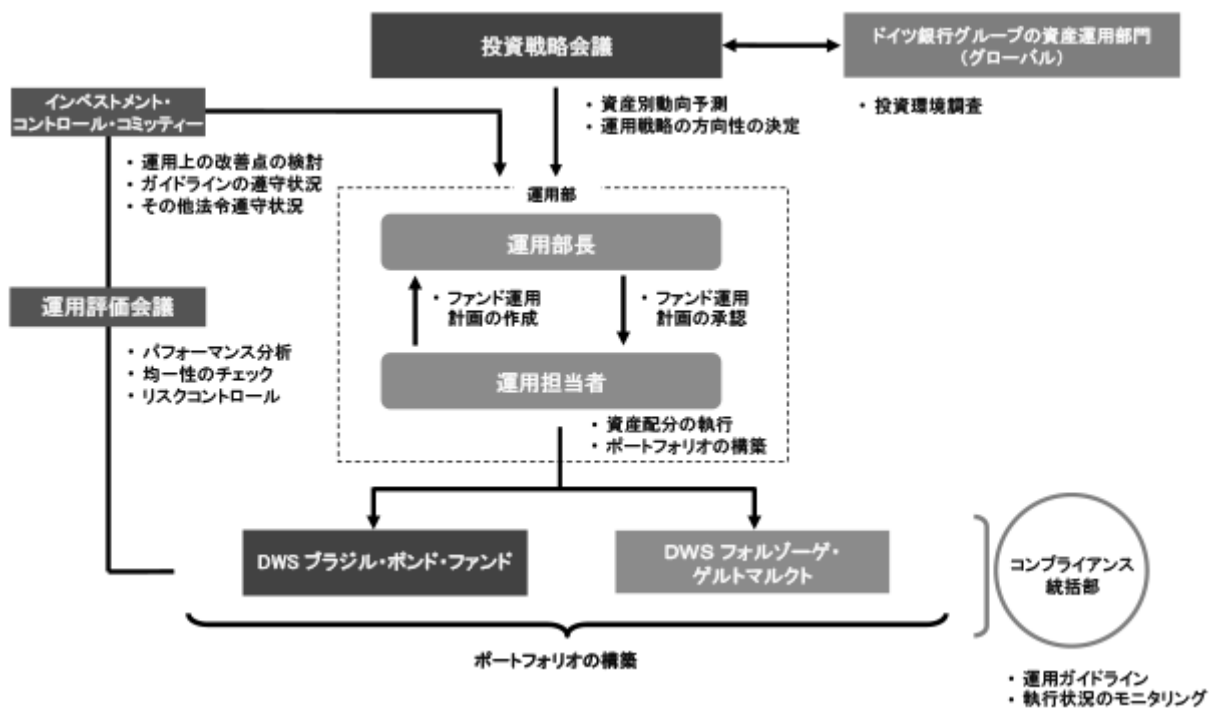 投資戦略会議
ドイツ銀行グループの資産運用部門
(グローバル)
・ 資産別動向予測
・ 運用戦略の方向性の決定
・ 投資環境調査
インベストメント・
コントロール・コミッティー
・ 運用上の改善点の検討
・ ガイドラインの遵守状況
・ その他法令遵守状況
運用部
運用部長
・ ファンド運用
計画の作成
・ ファンド運用
計画の承認
運用評価会議
・ パフォーマンス分析
・ 均一性のチェック
・ リスクコントロール
運用担当者
・ 資産配分の執行
・ ポートフォリオの構築
DWS ブラジル・ボンド・ファンド
DWS フォルゾーゲ・
ゲルトマルクト
コンプライアンス
統括部
ポートフォリオの構築
・ 運用ガイドライン
・ 執行状況のモニタリング